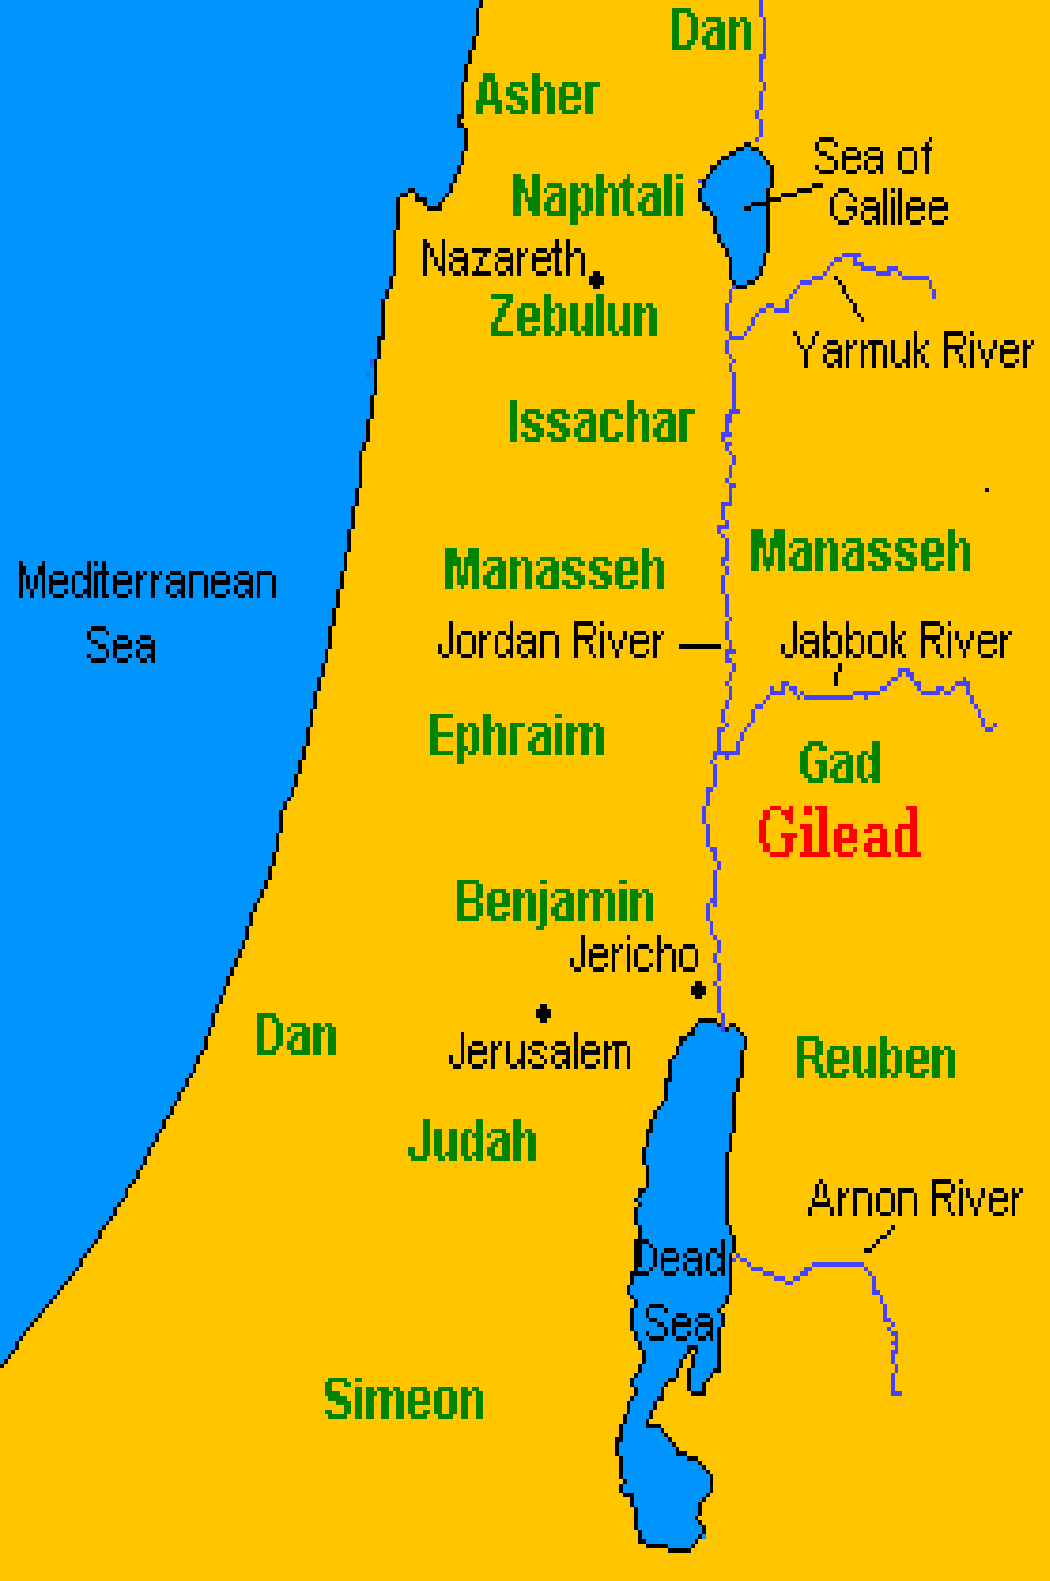 Dan
Asher
Sea of
Galilee
Naphtali
Nazareth
Zebulun
Yarmuk River
Issachar
Manasseh
Manasseh
Mediterranean
Sea
Jordan River
Jabbok River
Ephraim
Gad
Gilead
Benjamin
Jericho
Dan
Jerusalem
Reuben
Judah
Arnon River
Dead
Sea
Simeon